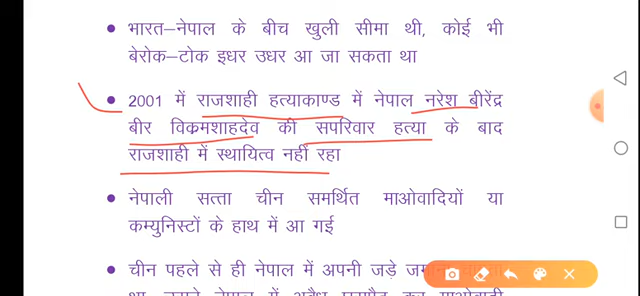 • भारत–नेपाल के बीच खुली सीमा थी, कोई भी
बेरोक–टोक इधर उधर आ जा सकता था
• 2001 में राजशाही हत्याकाण्ड में नेपाल नरेश बीरेंद्र
बीर विक्रमशाहदेव की सपरिवार हत्या के बाद
राजशाही में स्थायित्व नहीं रहा
• नेपाली सत्ता चीन समर्थित माओवादियों या
कम्युनिस्टों के हाथ में आ गई
• चीन पहले से ही नेपाल में अपनी जड़े